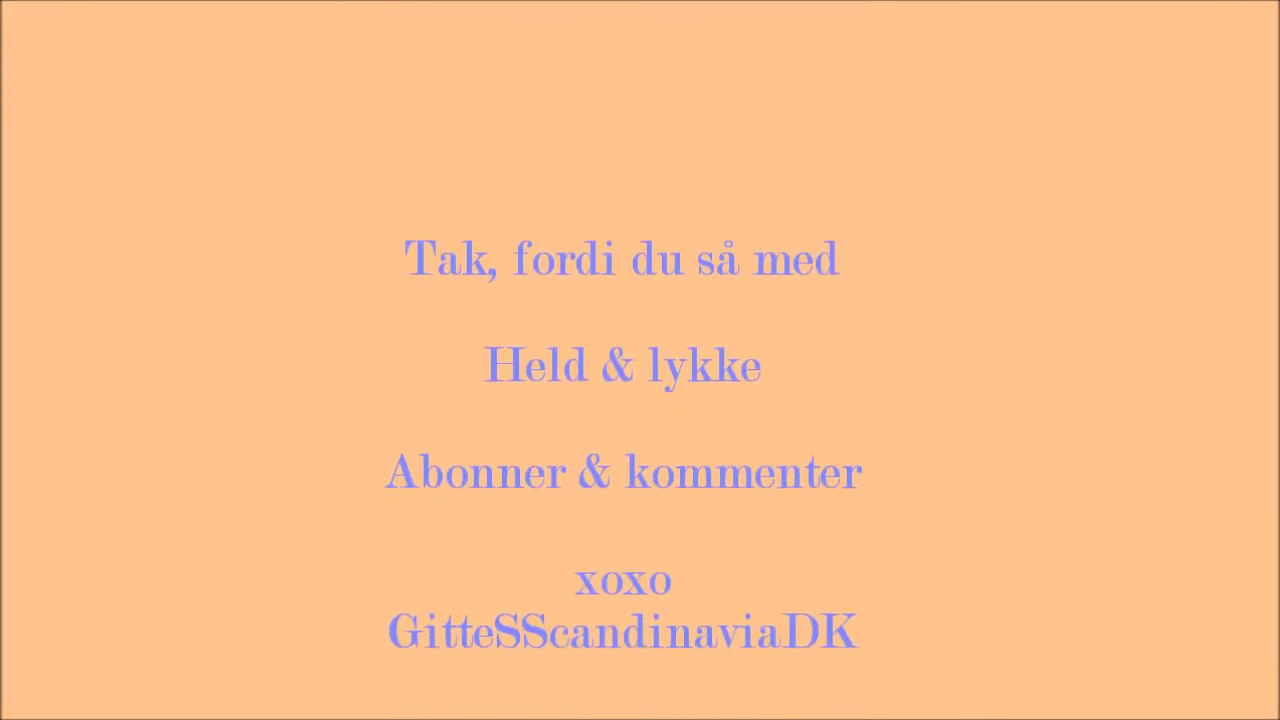 Tak, fordi du så med
Held & lykke
Abonner & kommenter
xoxo
GitteSScandinaviaDK